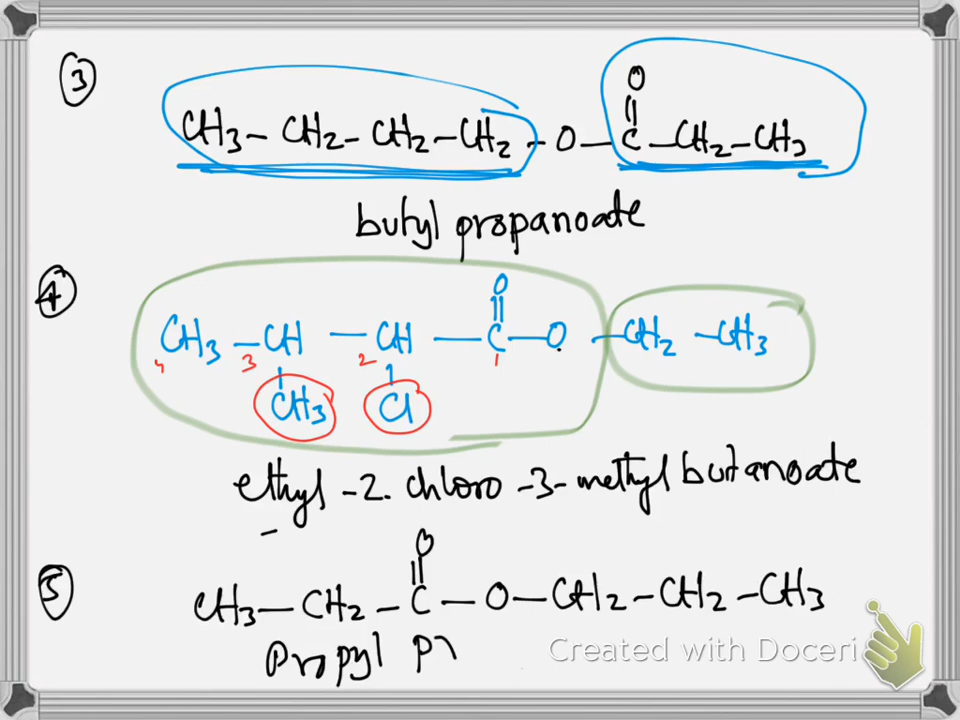 3
O
CH3 – CH2 – CH2 – CH2 – O – C – CH2 – CH3
butyl propanoate
4
O
CH3 – CH – CH – C – O – CH2 – CH3
4 3 2 1
CH3 Cl
ethyl -2. chloro -3- methyl butanoate
O
5
CH3 – CH2 – C – O – CH2 – CH2 – CH3
Propyl pr
Created with Doceri